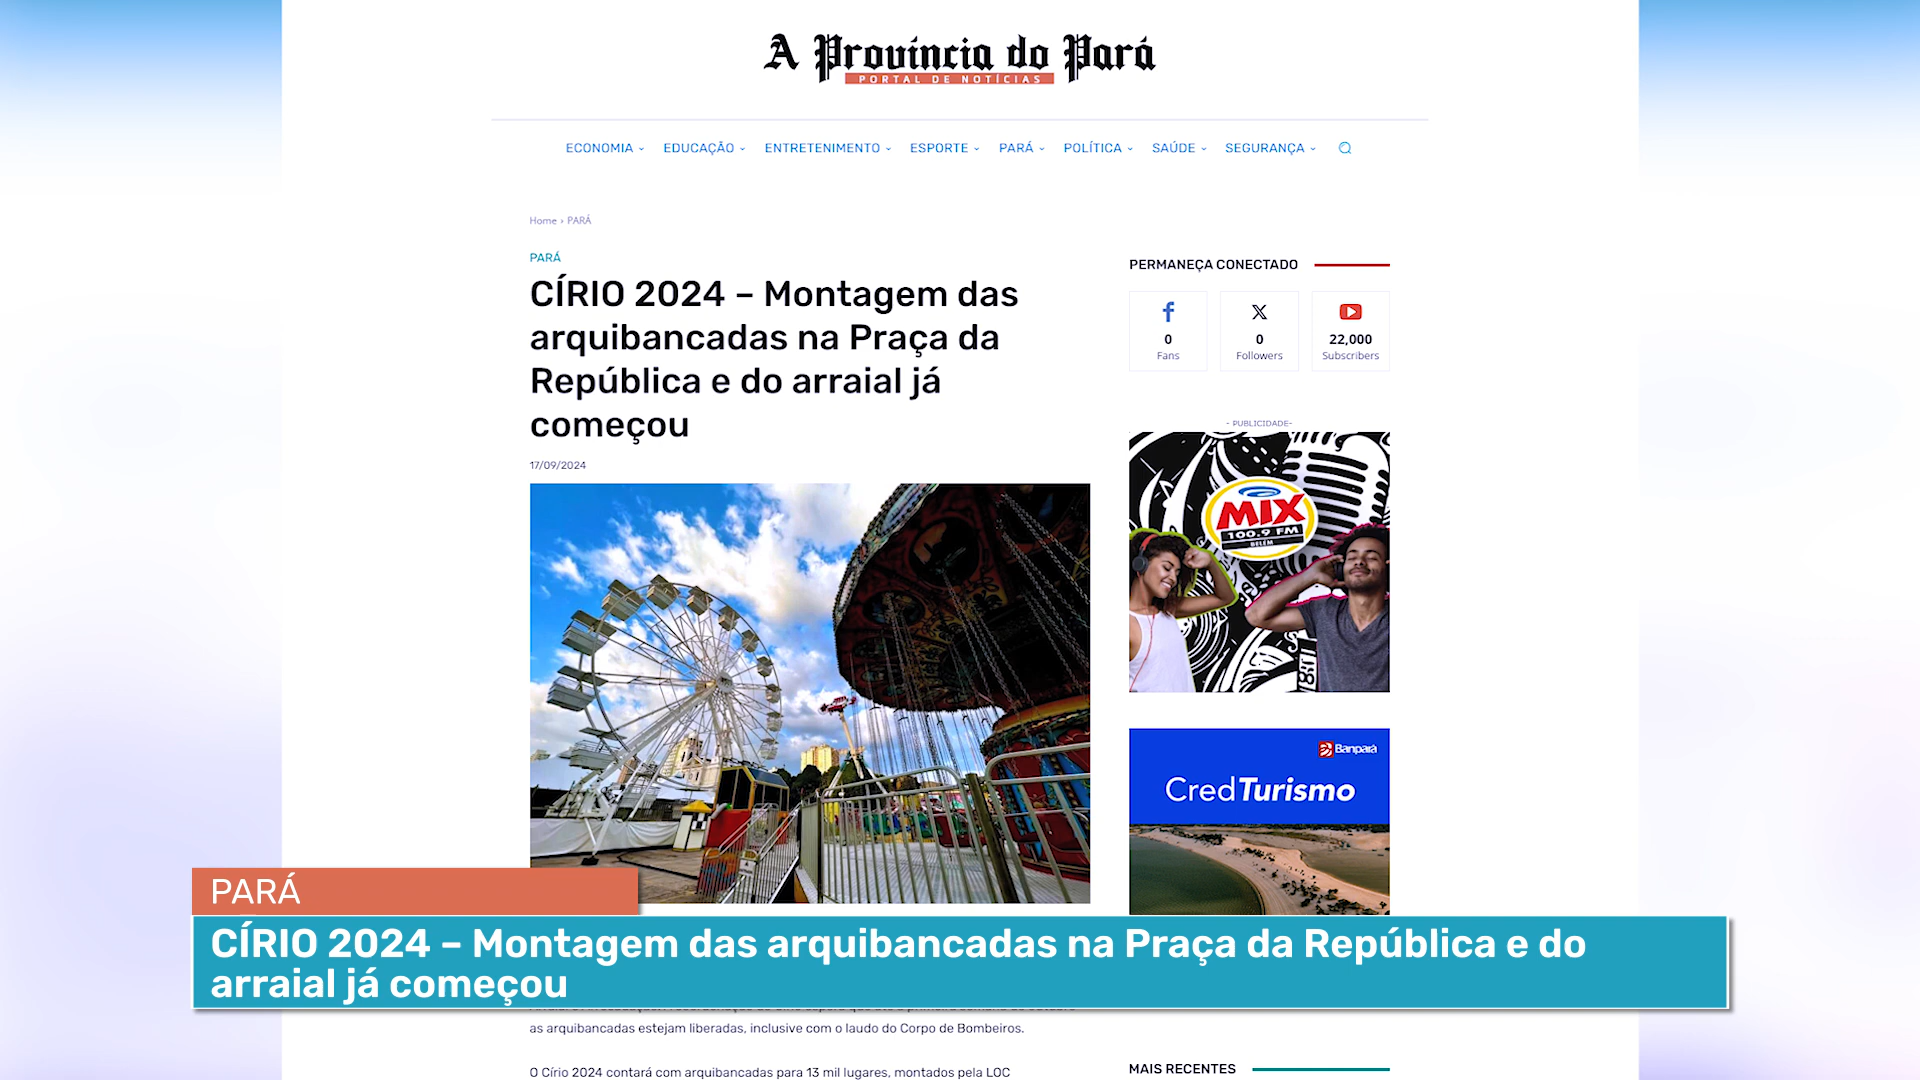 A Província do Pará
PORTAL DE NOTÍCIAS
ECONOMIA EDUCAÇÃO ENTRETENIMENTO ESPORTE PARÁ POLÍTICA SAÚDE SEGURANÇA
Home › PARÁ
PARÁ
CÍRIO 2024 – Montagem das
arquibancadas na Praça da
República e do arraial já
começou
17/09/2024
PERMANEÇA CONECTADO
0
Fans
0
Followers
22,000
Subscribers
- PUBLICIDADE-
MIX
100.9 FM
BELÉM
Banpará
CredTurismo
PARÁ
CÍRIO 2024 – Montagem das arquibancadas na Praça da República e do
arraial já começou
as arquibancadas estejam liberadas, inclusive com o laudo do Corpo de Bombeiros.
O Círio 2024 contará com arquibancadas para 13 mil lugares, montados pela LOC
MAIS RECENTES